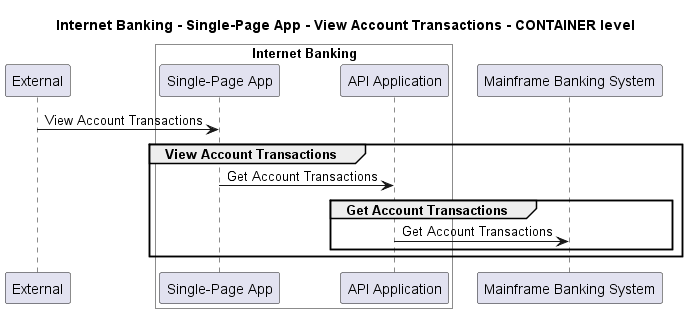 Internet Banking - Single-Page App - View Account Transactions - CONTAINER level
Internet Banking
External
Single-Page App
API Application
Mainframe Banking System
View Account Transactions
View Account Transactions
Get Account Transactions
Get Account Transactions
Get Account Transactions
External
Single-Page App
API Application
Mainframe Banking System